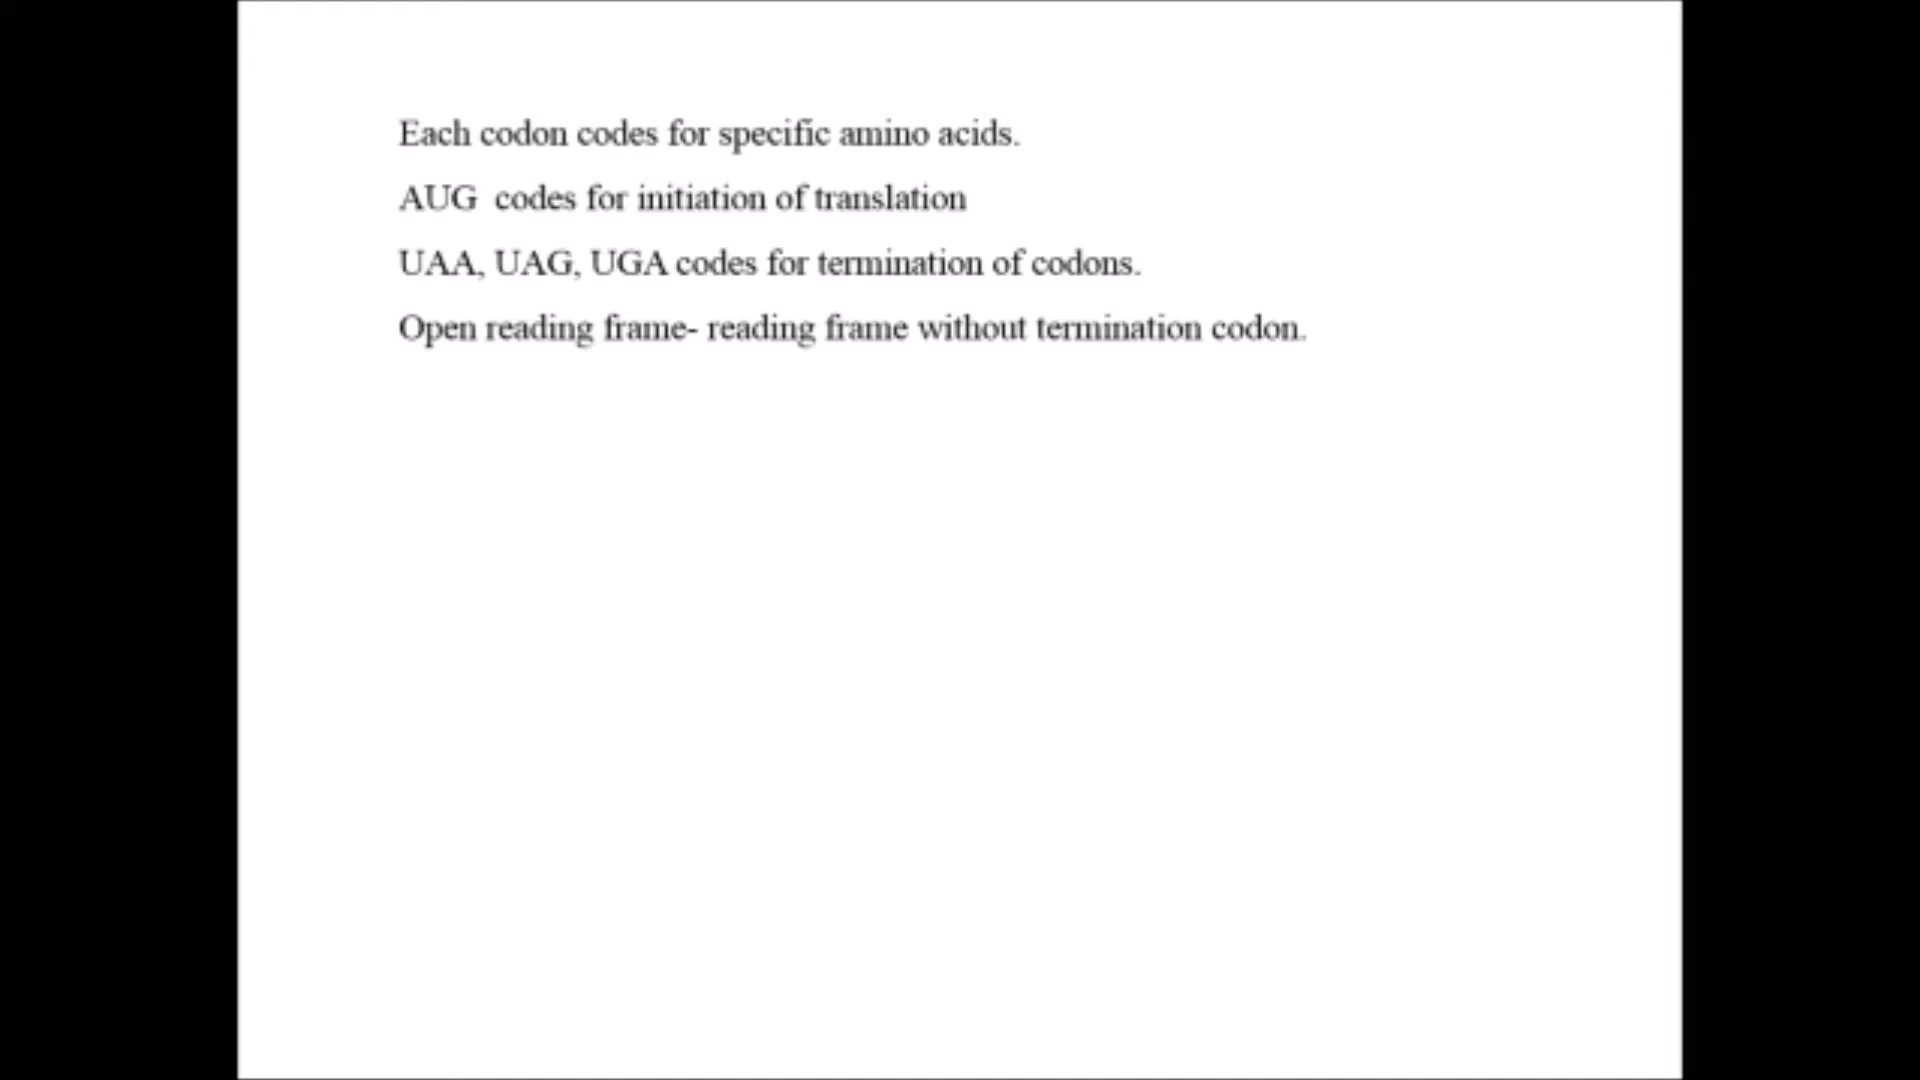 Each codon codes for specific amino acids.
AUG codes for initiation of translation
UAA, UAG, UGA codes for termination of codons.
Open reading frame- reading frame without termination codon.